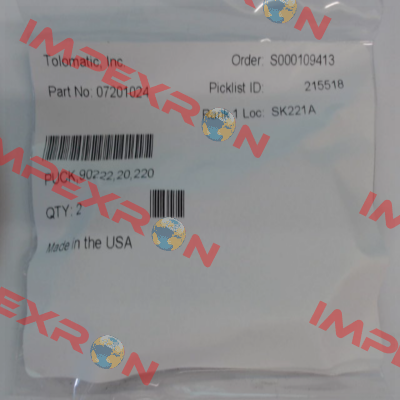 Tolomatic, Inc
Order: S000109413
Part No: 07201024
Picklist ID: 215518
Rank 1 Loc: SK221A
PUCK,90222,20,220
QTY: 2
Made in the USA
IMPEXRON
IMPEXRON
IMPEXRON
IMPEXRON
IMPEXRON